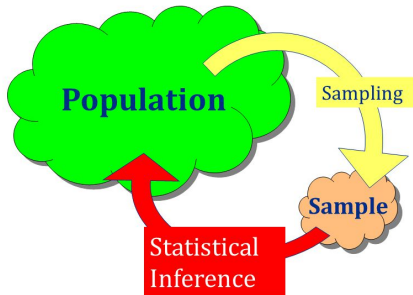 Population
Sampling
Sample
Statistical
Inference